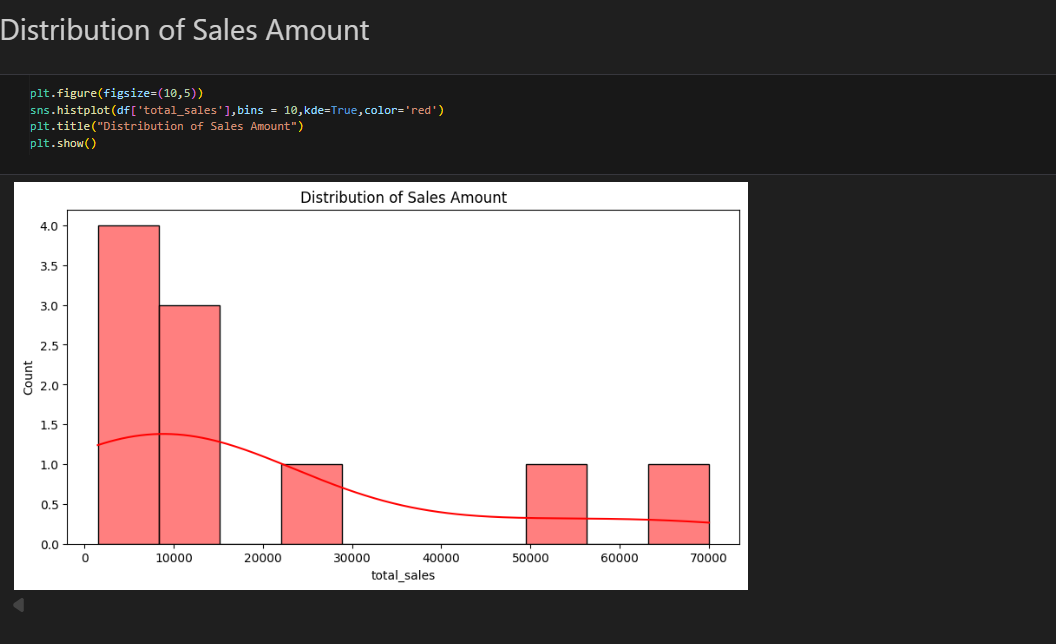 Distribution of Sales Amount
plt.figure(figsize=(10,5))
sns.histplot(df['total_sales'],bins = 10,kde=True,color='red')
plt.title("Distribution of Sales Amount")
plt.show()
Distribution of Sales Amount
4.0
3.5
3.0
2.5
2.0
1.5
1.0
0.5
0.0
Count
0 10000 20000 30000 40000 50000 60000 70000
total_sales